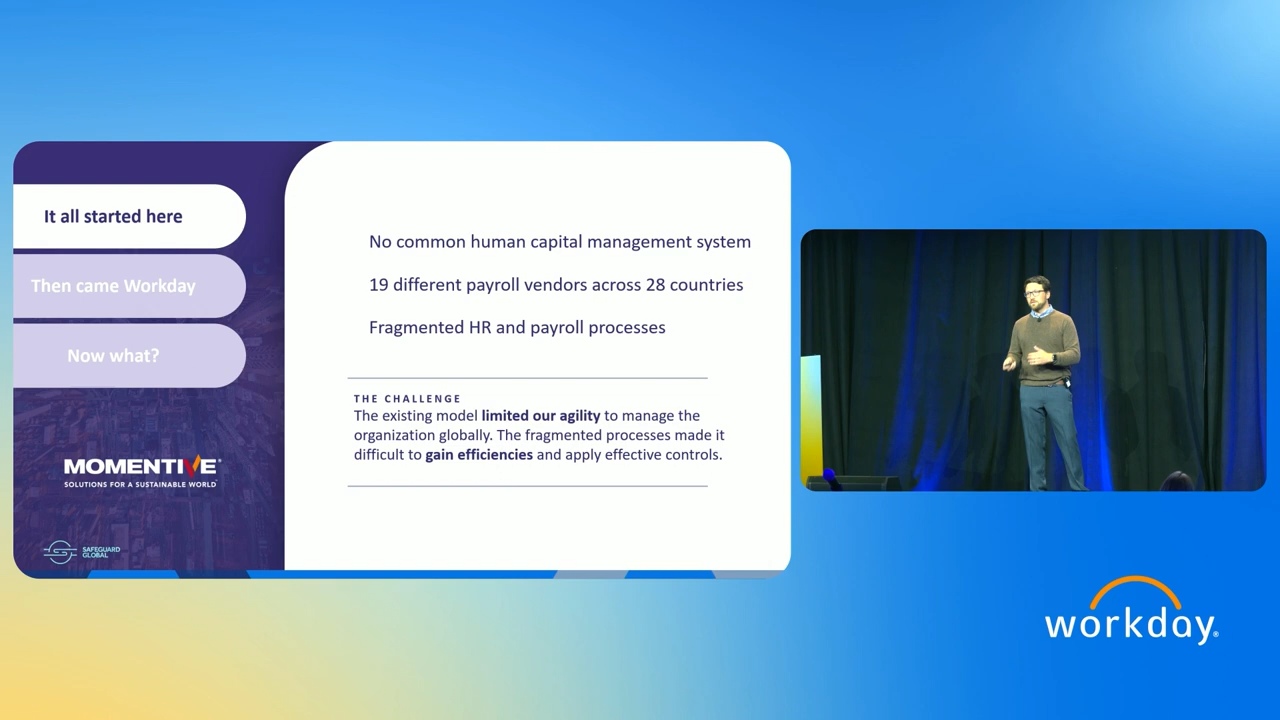 It all started here
Then came Workday
Now what?
MOMENTIVE®
SOLUTIONS FOR A SUSTAINABLE WORLD
SAFEGUARD
GLOBAL
No common human capital management system
19 different payroll vendors across 28 countries
Fragmented HR and payroll processes
THE CHALLENGE
The existing model limited our agility to manage the
organization globally. The fragmented processes made it
difficult to gain efficiencies and apply effective controls.
workday®